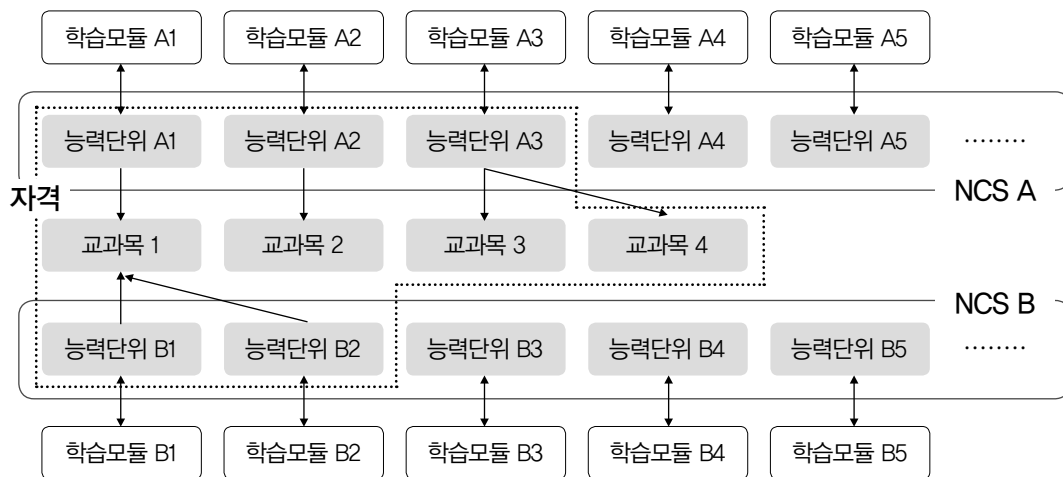 학습모듈 A1 학습모듈 A2 학습모듈 A3 학습모듈 A4 학습모듈 A5
능력단위 A1 능력단위 A2 능력단위 A3 능력단위 A4 능력단위 A5 ········
자격 NCS A
교과목 1 교과목 2 교과목 3 교과목 4
NCS B
능력단위 B1 능력단위 B2 능력단위 B3 능력단위 B4 능력단위 B5 ········
학습모듈 B1 학습모듈 B2 학습모듈 B3 학습모듈 B4 학습모듈 B5